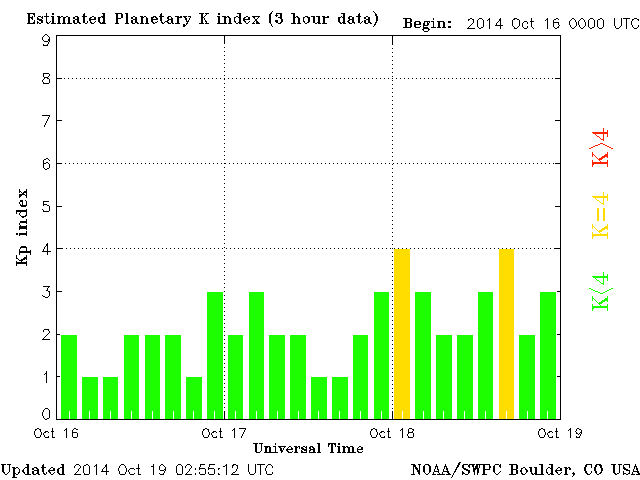 Estimated Planetary K index (3 hour data)
Begin: 2014 Oct 16 0000 UTC
9
8
7
6
5
4
3
2
1
0
Kp index
K>4
K=4
K<4
Oct 16
Oct 17
Oct 18
Oct 19
Universal Time
Updated 2014 Oct 19 02:55:12 UTC
NOAA/SWPC Boulder, CO USA